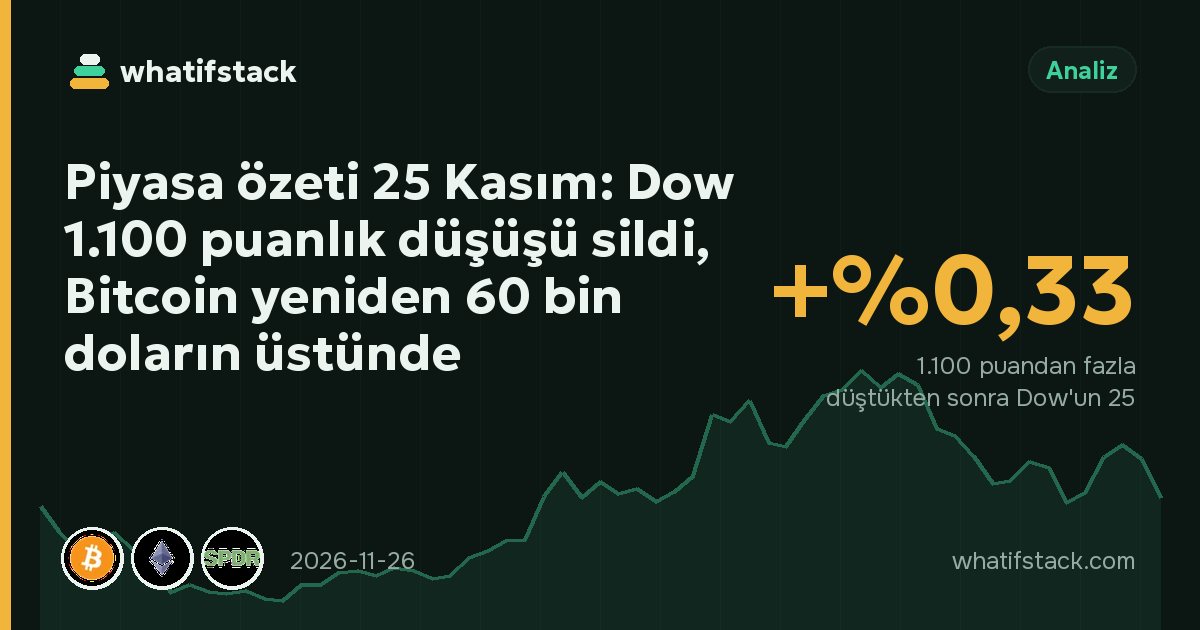 whatifstack
Analiz
Piyasa özeti 25 Kasım: Dow
1.100 puanlık düşüşü sildi,
Bitcoin yeniden 60 bin
doların üstünde
+%0,33
1.100 puandan fazla
düştükten sonra Dow'un 25
SPDR
2026-11-26
whatifstack.com